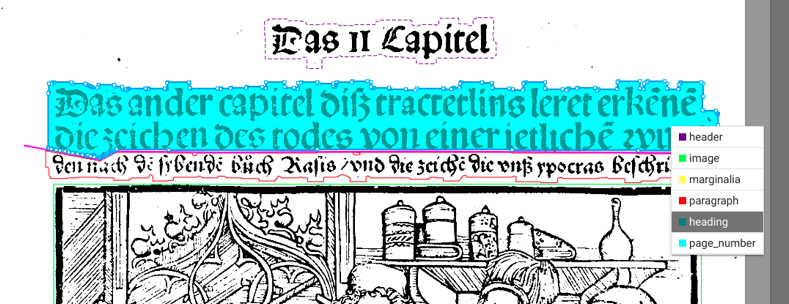 Das II Capitel
Das ander capitel diß tractetlins leret erkēnē
die zeichen des todes von einer ietlichē
den nach dē sybendē bůch Rasis / vnd die zeichē die vnß ypocras beschri
header
image
marginalia
paragraph
heading
page_number